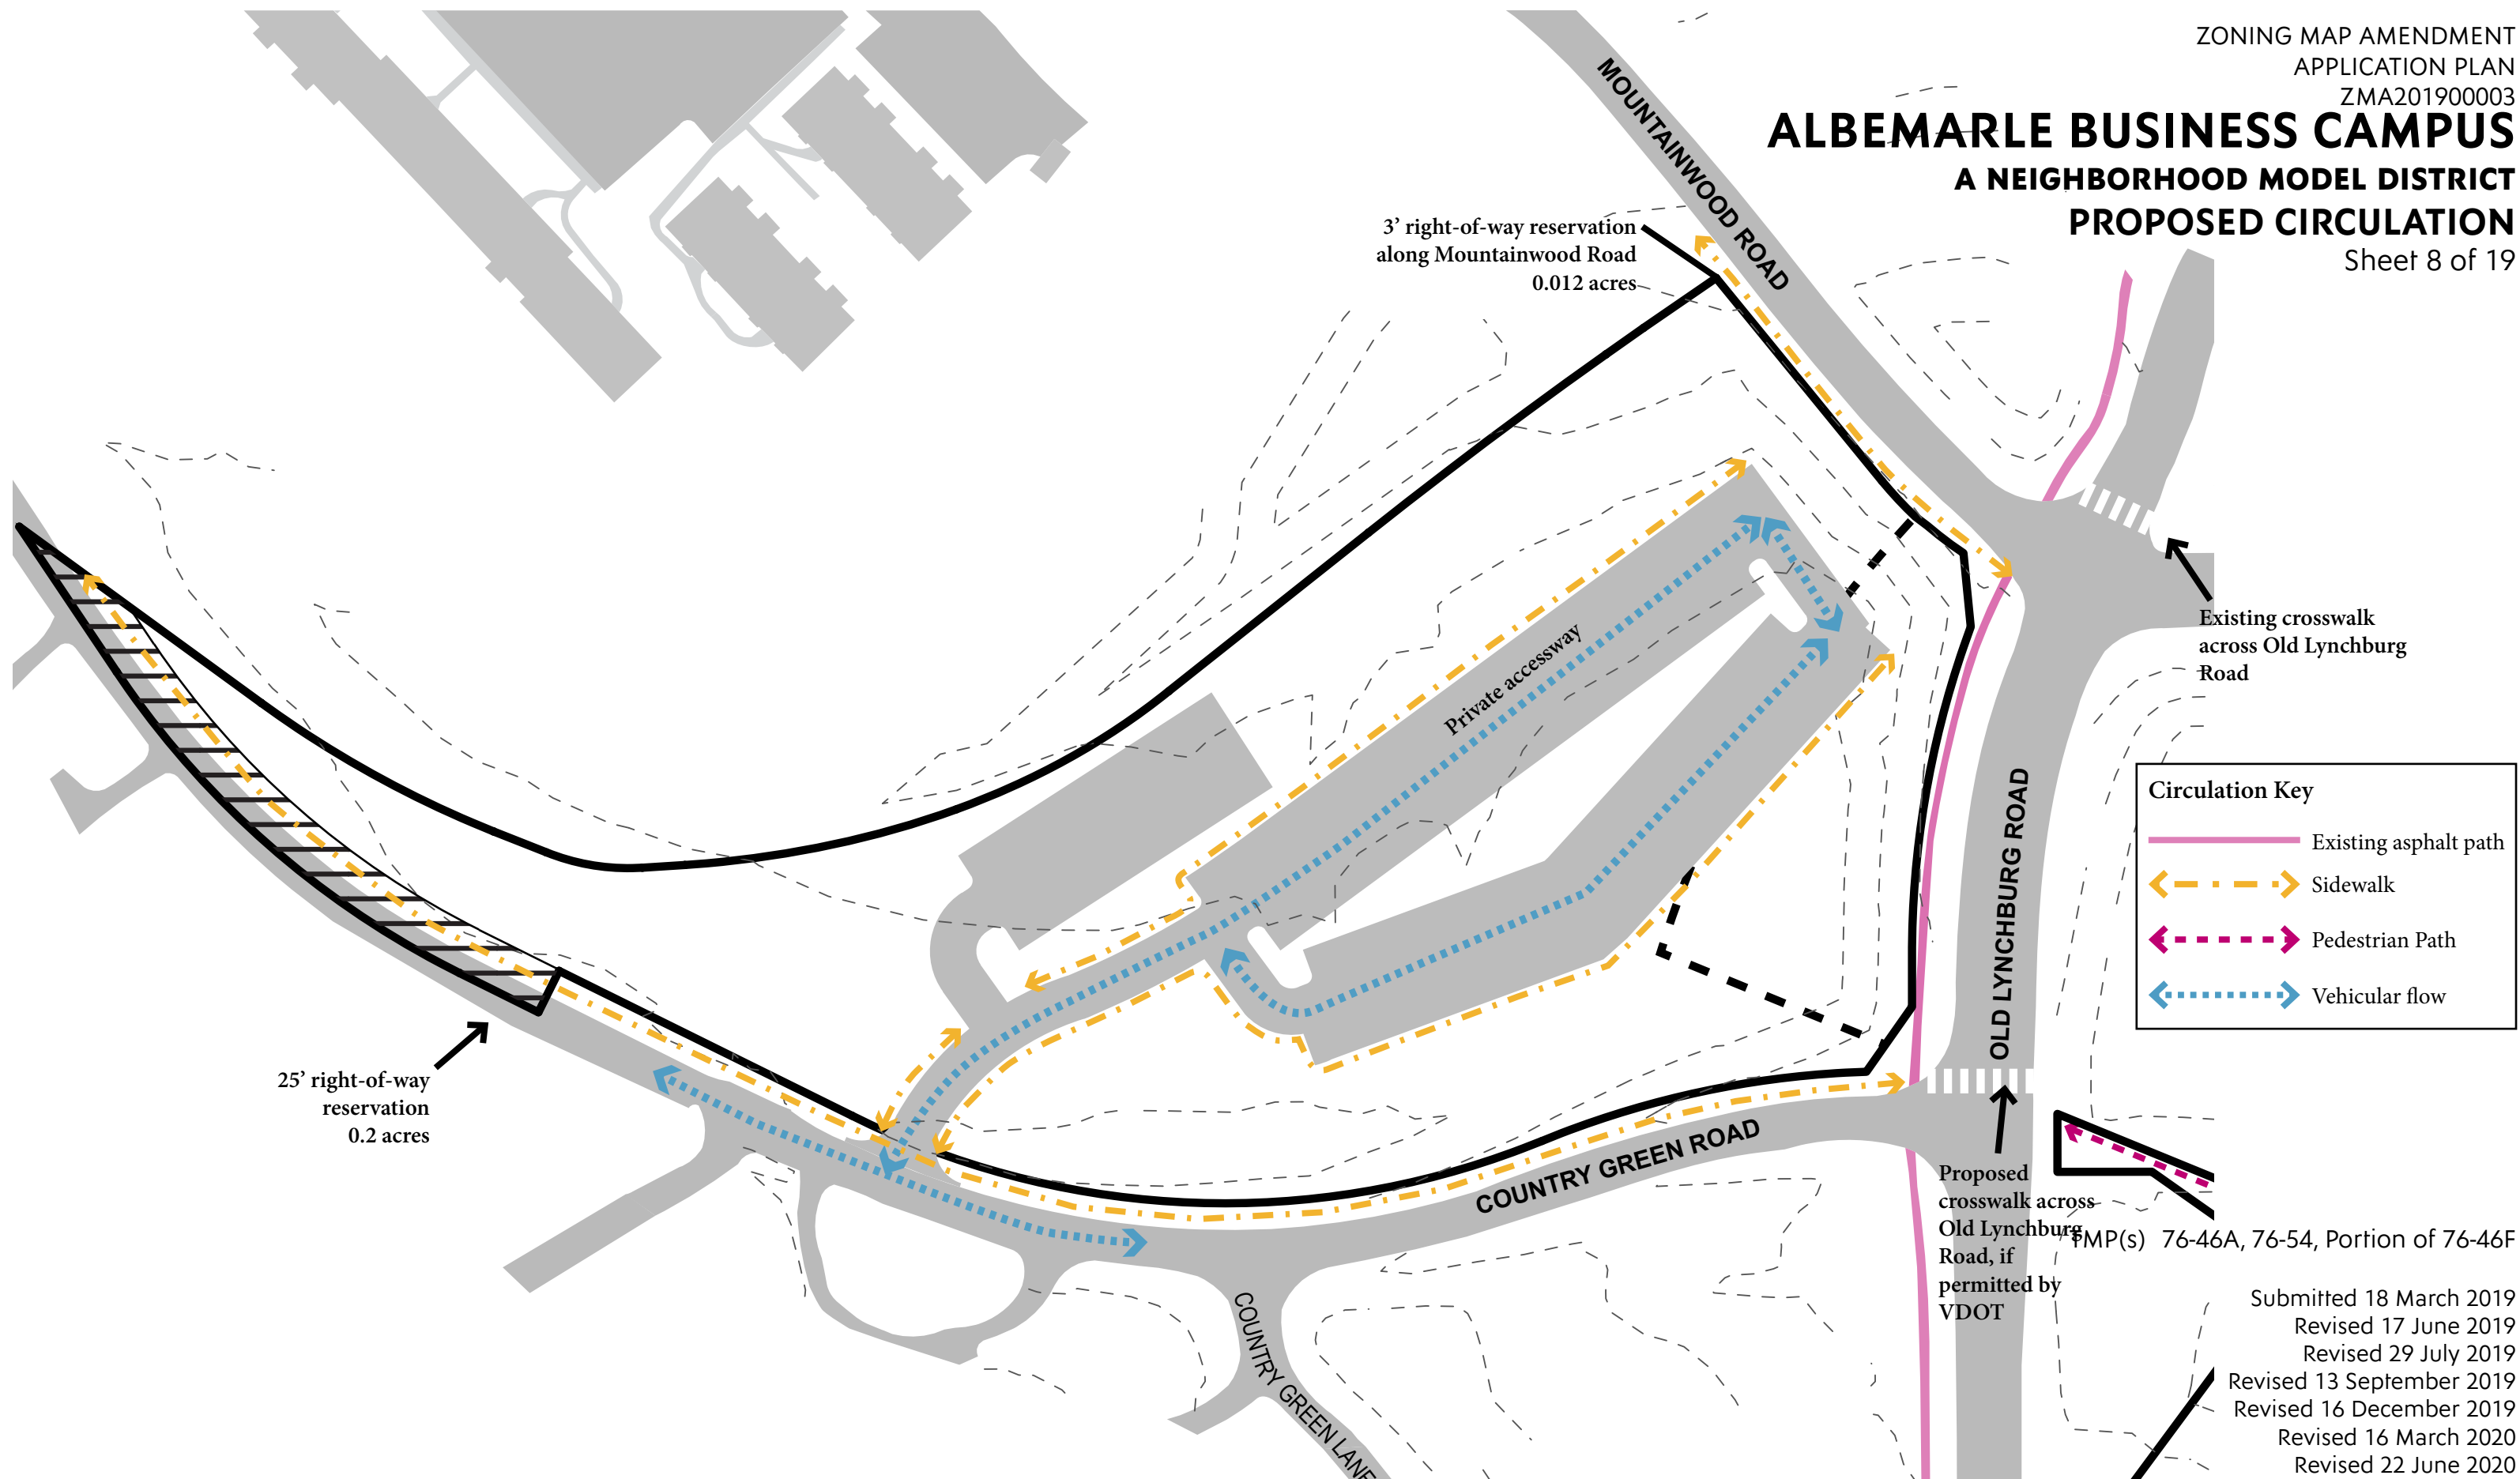 ZONING MAP AMENDMENT
APPLICATION PLAN
ZMA201900003
ALBEMARLE BUSINESS CAMPUS
A NEIGHBORHOOD MODEL DISTRICT
PROPOSED CIRCULATION
Sheet 8 of 19
MOUNTAINWOOD ROAD
3’ right-of-way reservation
along Mountainwood Road
0.012 acres
Existing crosswalk
across Old Lynchburg
Road
Private accessway
Circulation Key
Existing asphalt path
Sidewalk
Pedestrian Path
Vehicular flow
OLD LYNCHBURG ROAD
25’ right-of-way
reservation
0.2 acres
COUNTRY GREEN ROAD
Proposed
crosswalk across
Old Lynchburg
Road, if
permitted by
VDOT
TMP(s) 76-46A, 76-54, Portion of 76-46F
COUNTRY GREEN LANE
Submitted 18 March 2019
Revised 17 June 2019
Revised 29 July 2019
Revised 13 September 2019
Revised 16 December 2019
Revised 16 March 2020
Revised 22 June 2020